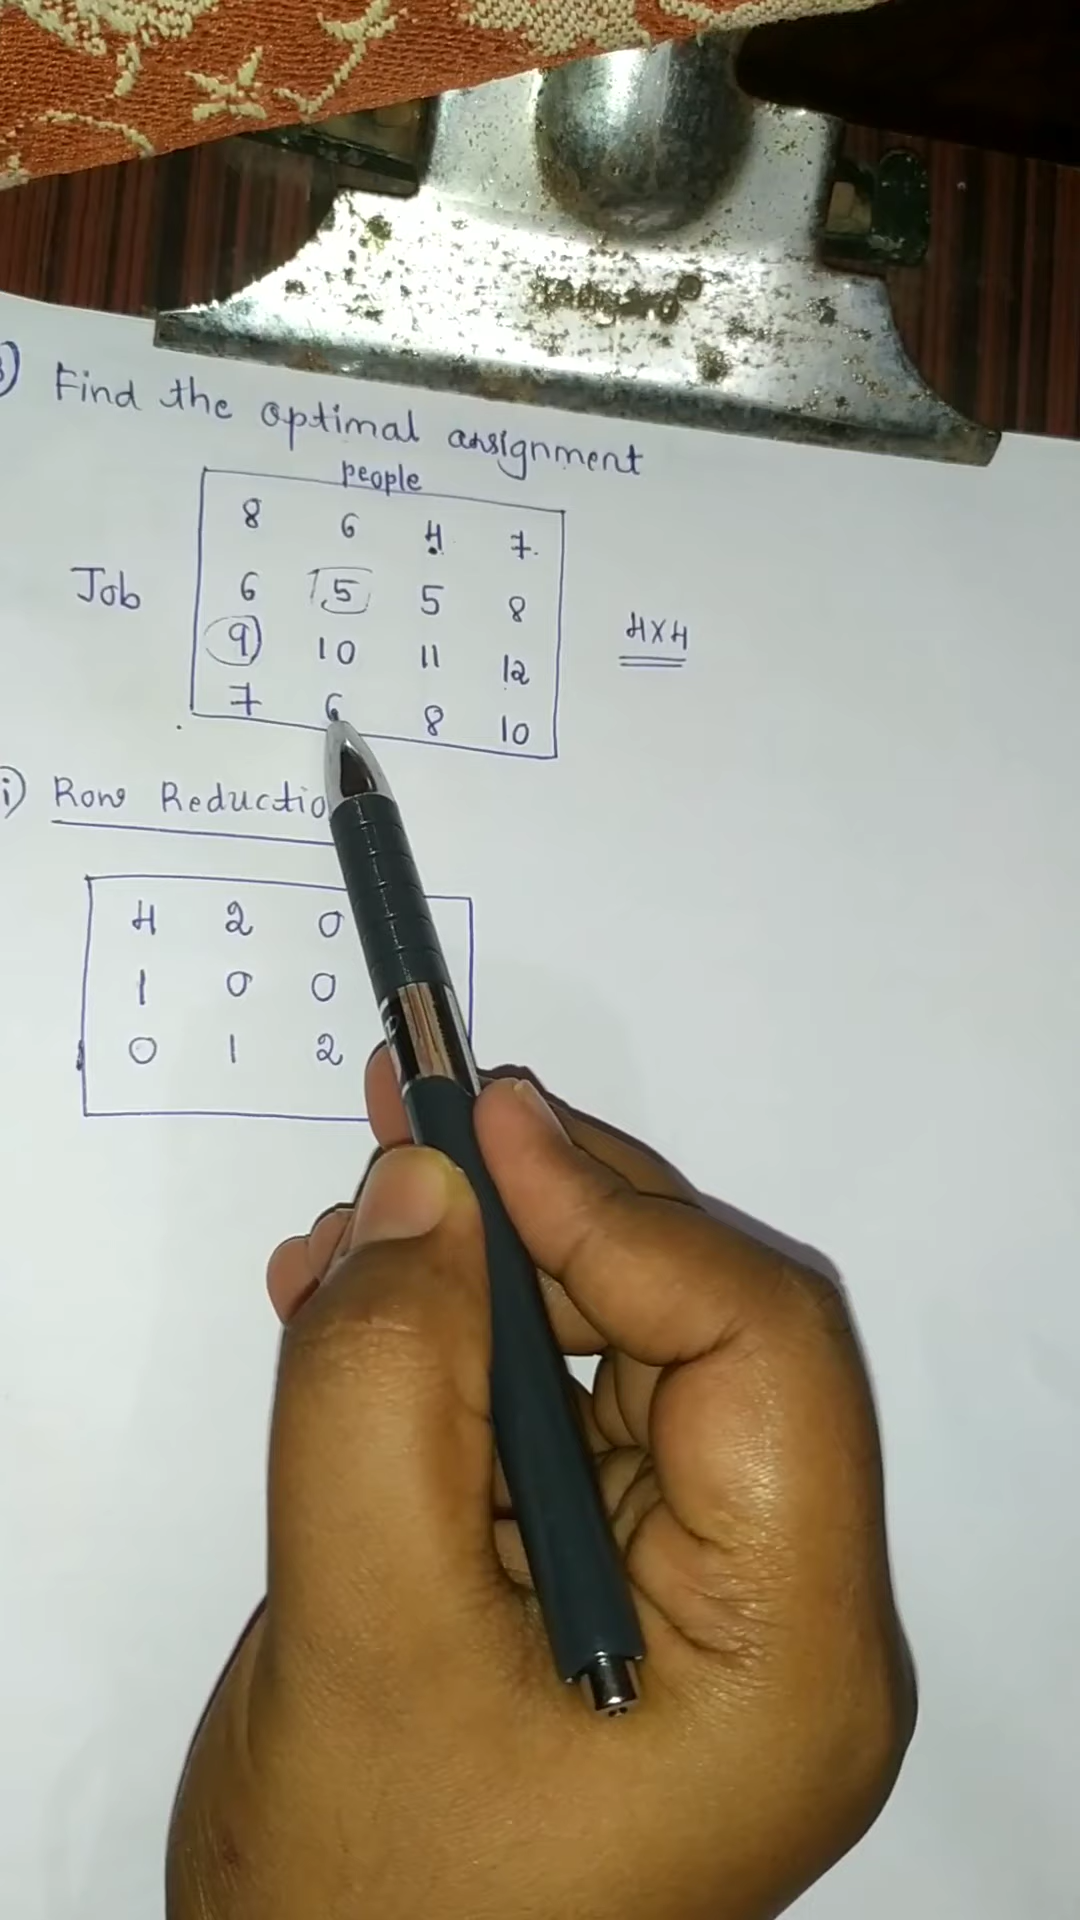 Find the optimal assignment
people
8 6 4 7
Job 6 5 5 8
4x4
9 10 11 12
7 6 8 10
i) Row Reductio
4 2 0
1 0 0
0 1 2